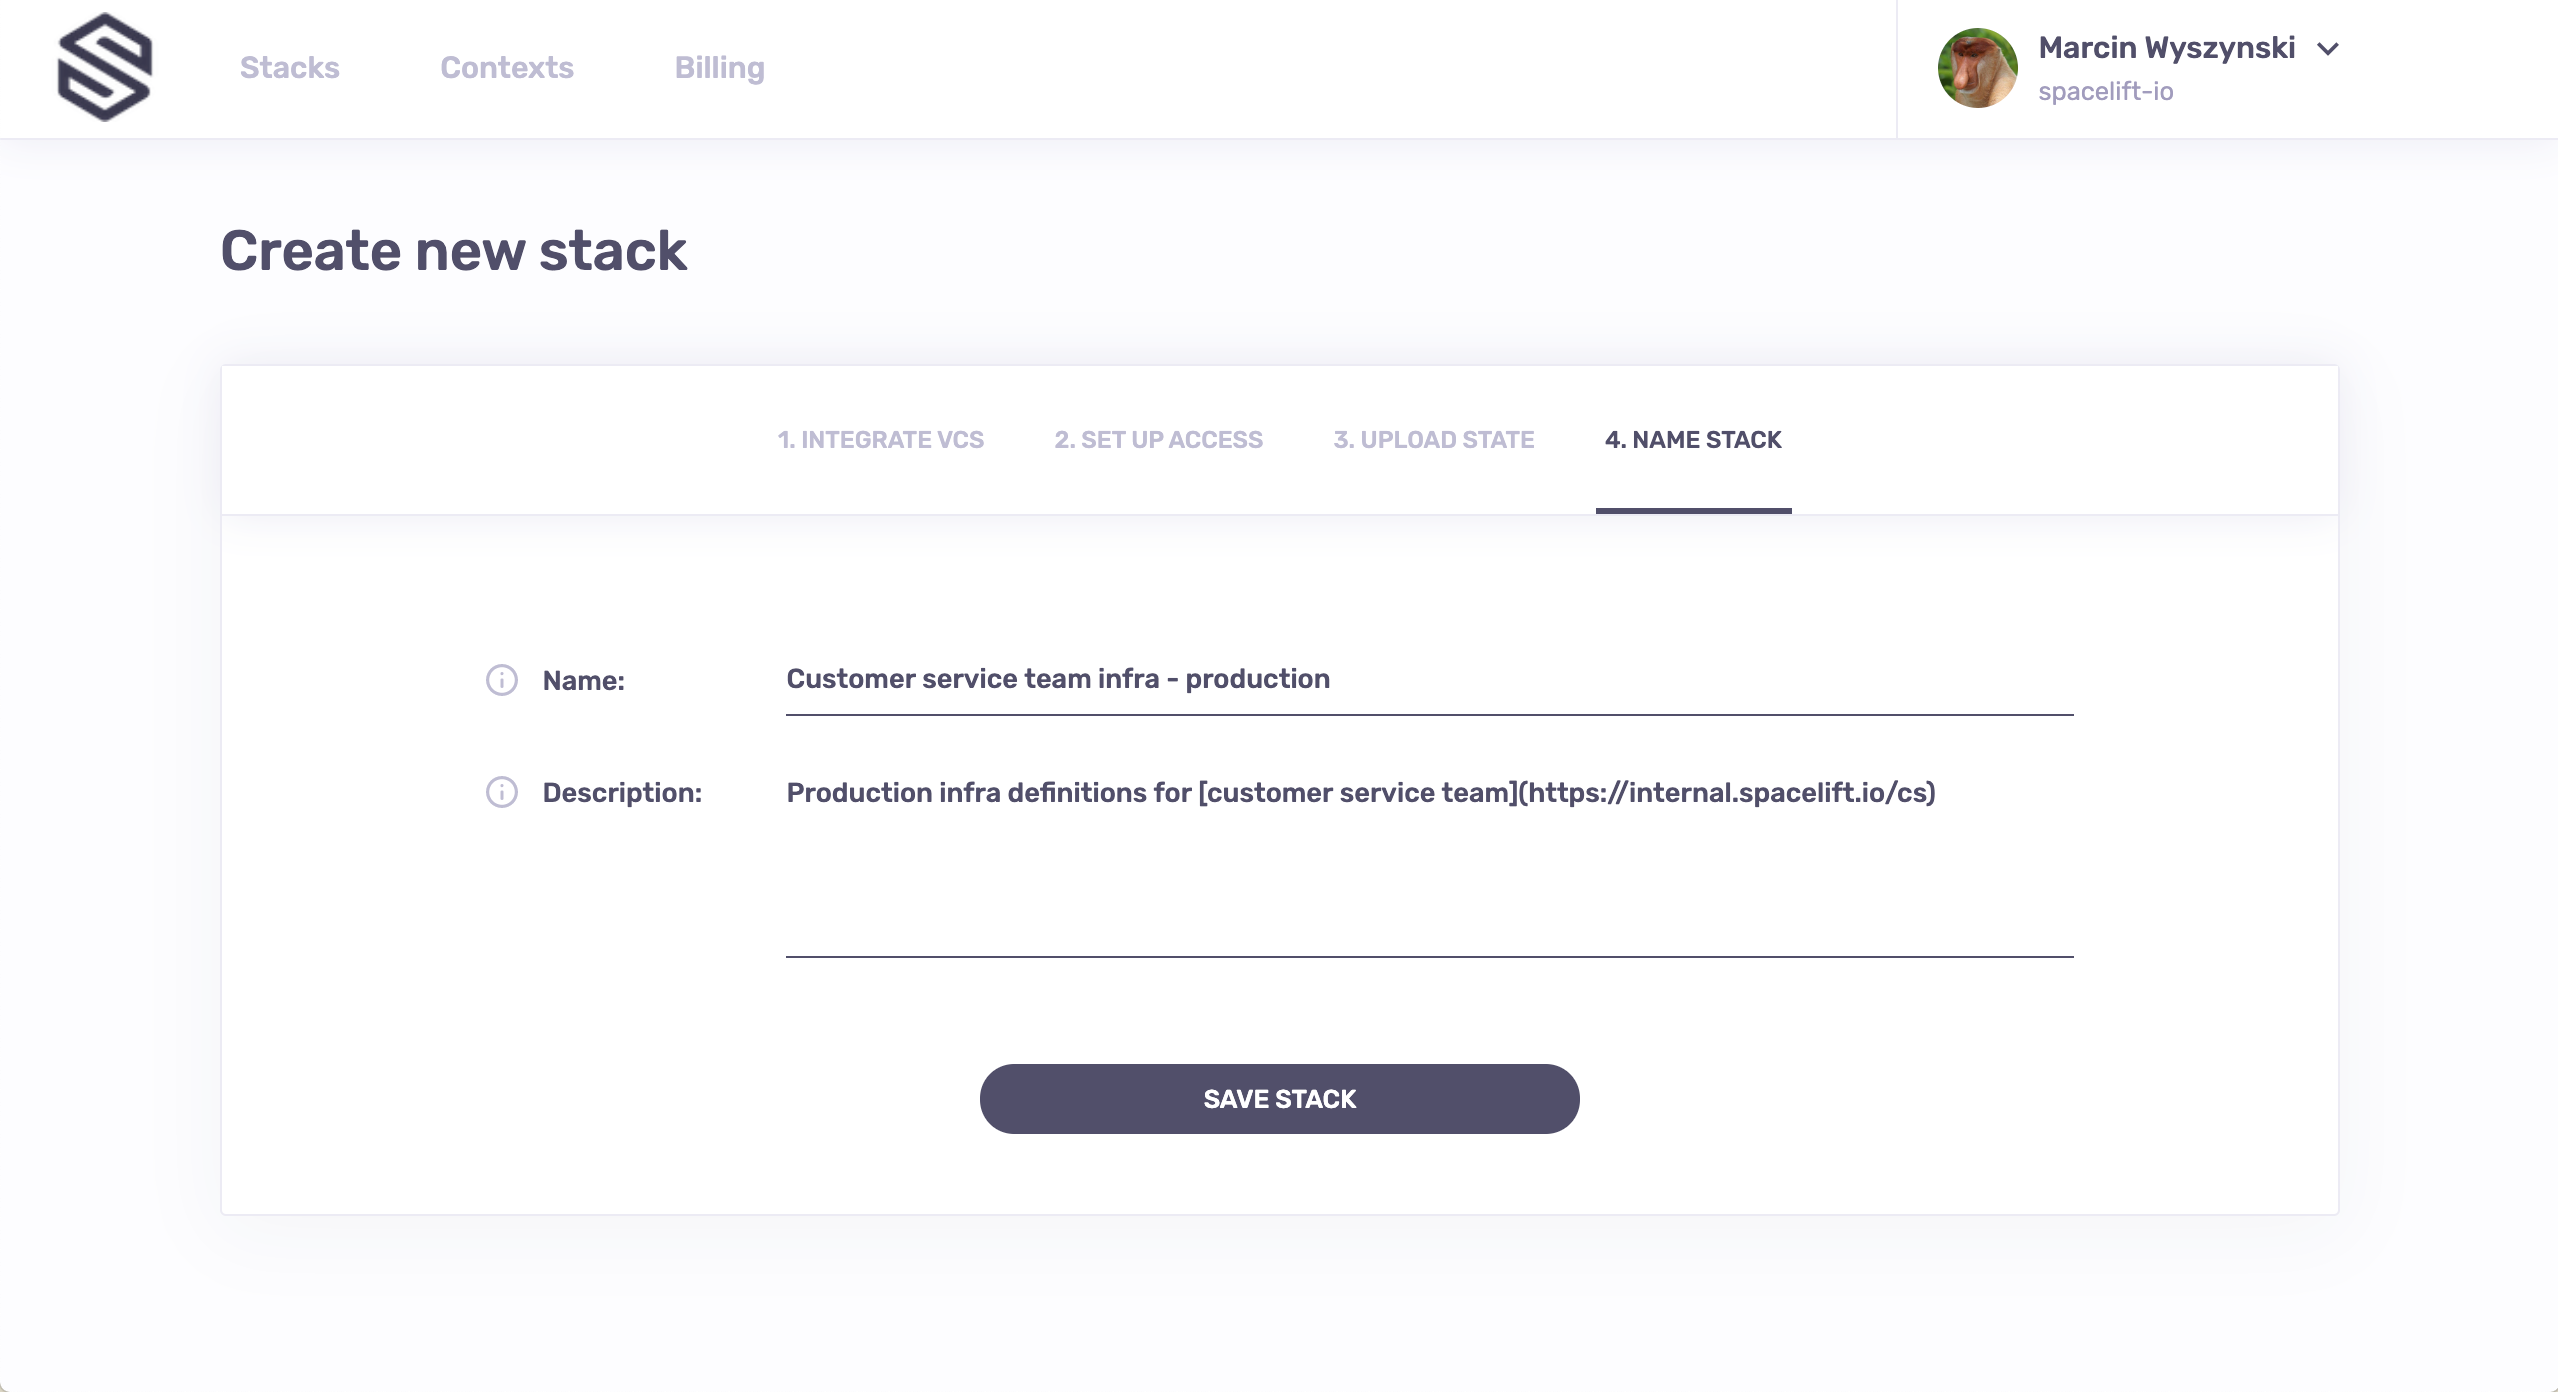 Stacks
Contexts
Billing
Marcin Wyszynski
spacelift-io
Create new stack
1. INTEGRATE VCS
2. SET UP ACCESS
3. UPLOAD STATE
4. NAME STACK
Name:
Customer service team infra - production
Description:
Production infra definitions for [customer service team](https://internal.spacelift.io/cs)
SAVE STACK